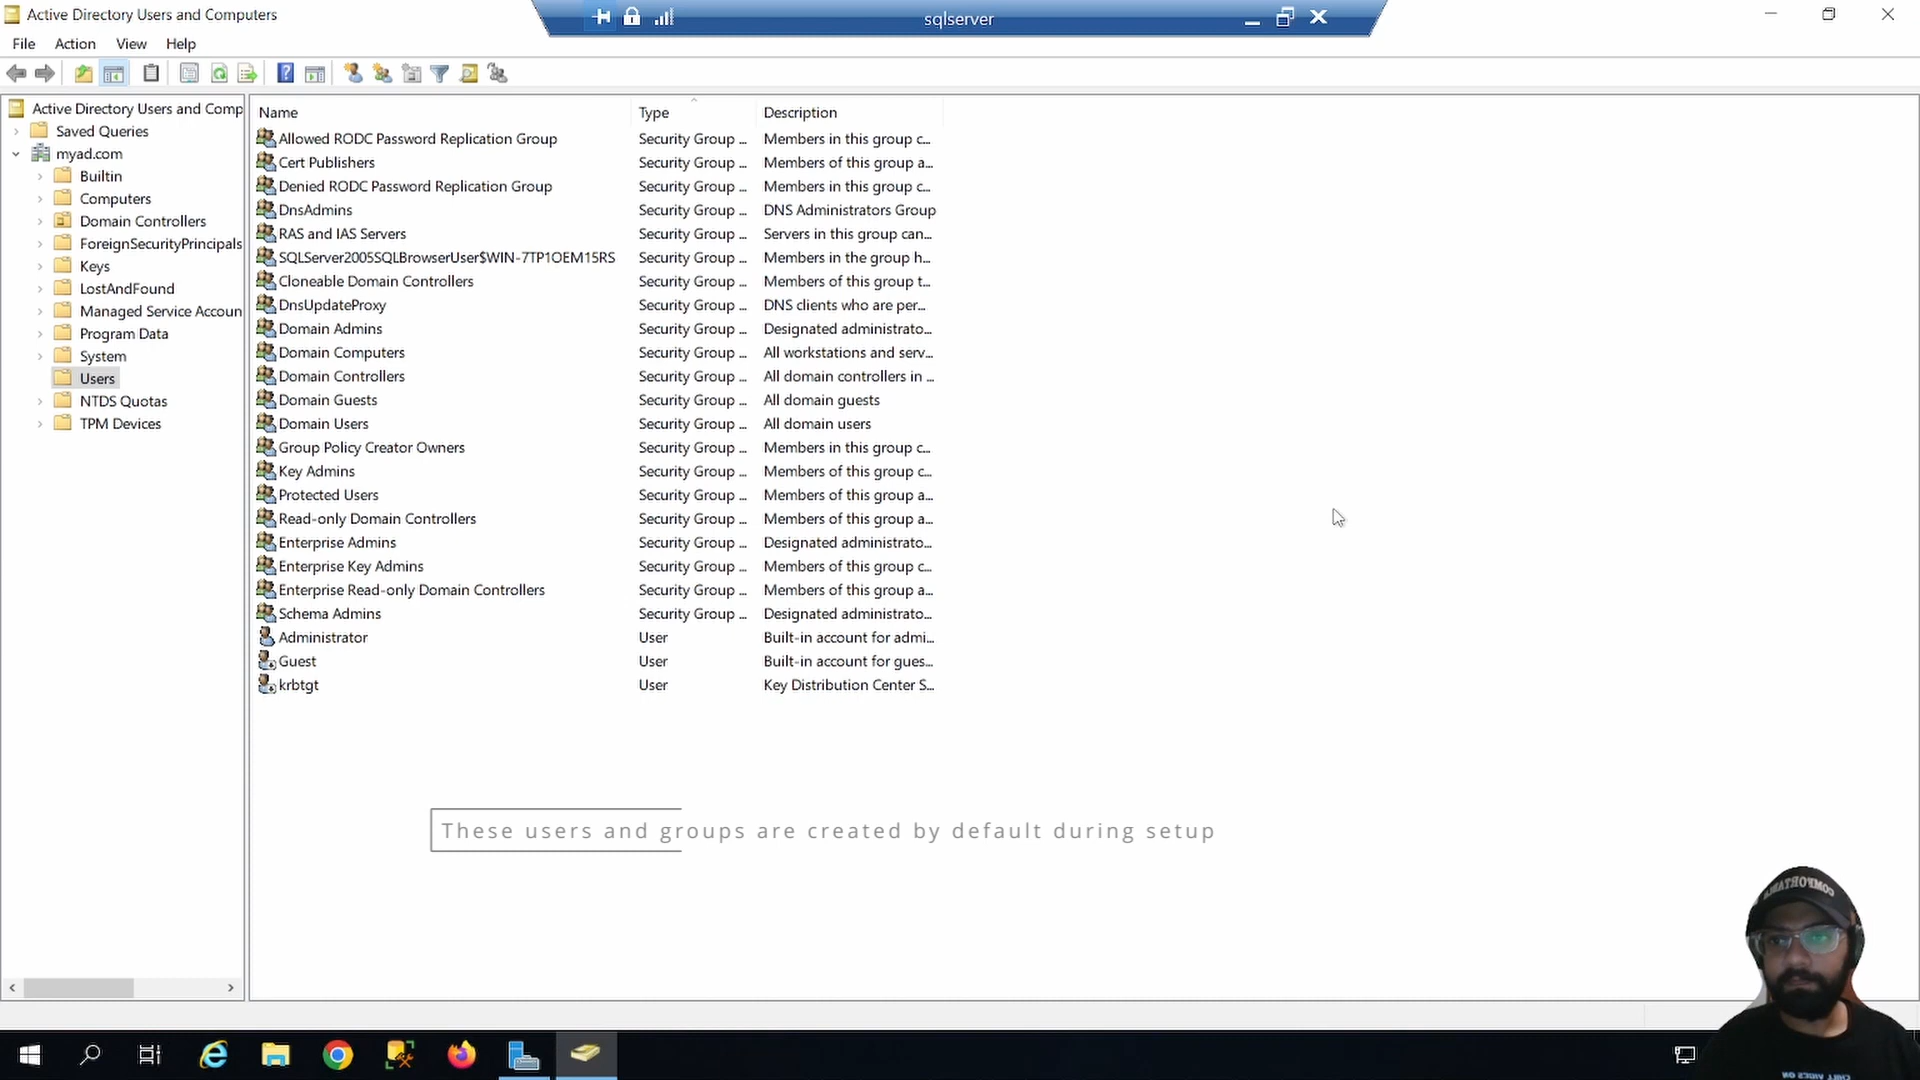 Active Directory Users and Computers
sqlserver
File Action View Help
Active Directory Users and Comp
Saved Queries
myad.com
Builtin
Computers
Domain Controllers
ForeignSecurityPrincipals
Keys
LostAndFound
Managed Service Accoun
Program Data
System
Users
NTDS Quotas
TPM Devices
Name Type Description
Allowed RODC Password Replication Group Security Group ... Members in this group c...
Cert Publishers Security Group ... Members of this group a...
Denied RODC Password Replication Group Security Group ... Members in this group c...
DnsAdmins Security Group ... DNS Administrators Group
RAS and IAS Servers Security Group ... Servers in this group can...
SQLServer2005SQLBrowserUser$WIN-7TP1OEM15RS Security Group ... Members in the group h...
Cloneable Domain Controllers Security Group ... Members of this group t...
DnsUpdateProxy Security Group ... DNS clients who are per...
Domain Admins Security Group ... Designated administrato...
Domain Computers Security Group ... All workstations and serv...
Domain Controllers Security Group ... All domain controllers in ...
Domain Guests Security Group ... All domain guests
Domain Users Security Group ... All domain users
Group Policy Creator Owners Security Group ... Members in this group c...
Key Admins Security Group ... Members of this group c...
Protected Users Security Group ... Members of this group a...
Read-only Domain Controllers Security Group ... Members of this group a...
Enterprise Admins Security Group ... Designated administrato...
Enterprise Key Admins Security Group ... Members of this group c...
Enterprise Read-only Domain Controllers Security Group ... Members of this group a...
Schema Admins Security Group ... Designated administrato...
Administrator User Built-in account for admi...
Guest User Built-in account for gues...
krbtgt User Key Distribution Center S...
These users and groups are created by default during setup